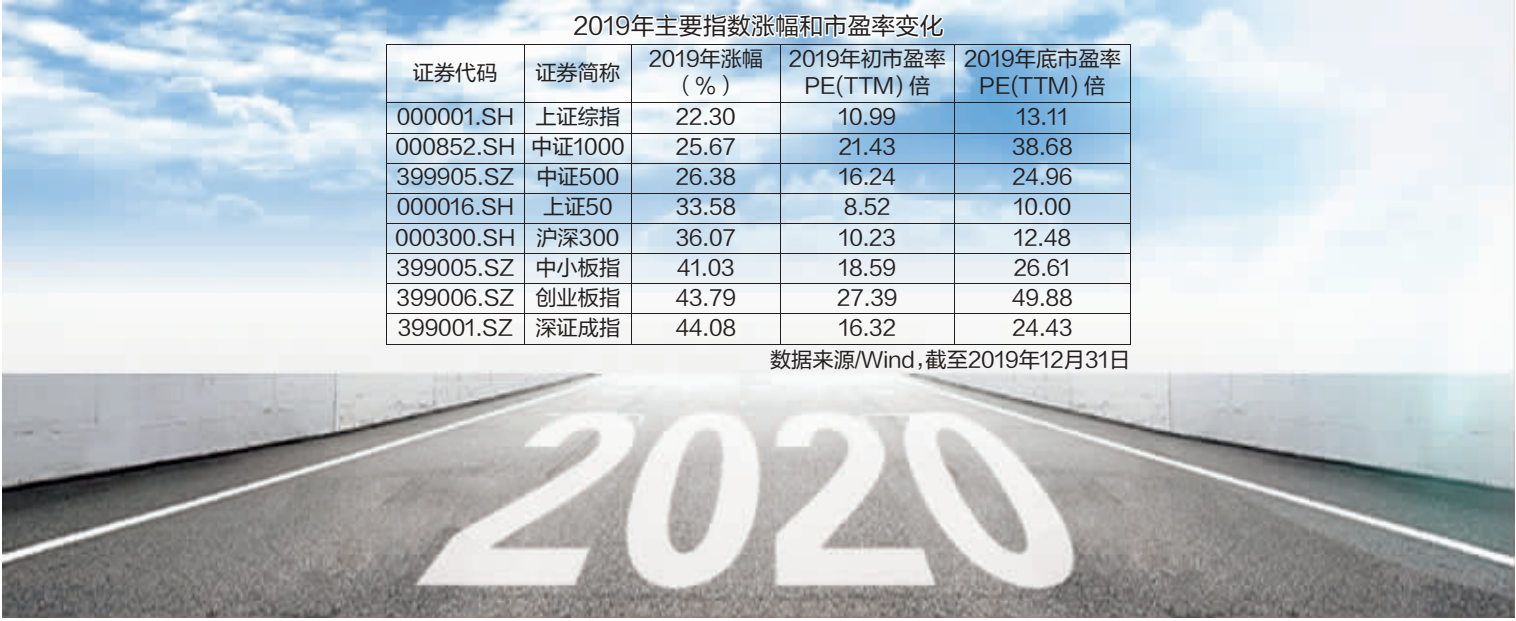 2019年主要指数涨幅和市盈率变化
证券代码 证券简称 2019年涨幅 2019年初市盈率 2019年底市盈率
(%) PE(TTM)倍 PE(TTM)倍
000001.SH 上证综指 22.30 10.99 13.11
000852.SH 中证1000 25.67 21.43 38.68
399905.SZ 中证500 26.38 16.24 24.96
000016.SH 上证50 33.58 8.52 10.00
000300.SH 沪深300 36.07 10.23 12.48
399005.SZ 中小板指 41.03 18.59 26.61
399006.SZ 创业板指 43.79 27.39 49.88
399001.SZ 深证成指 44.08 16.32 24.43
数据来源/Wind,截至2019年12月31日
2020